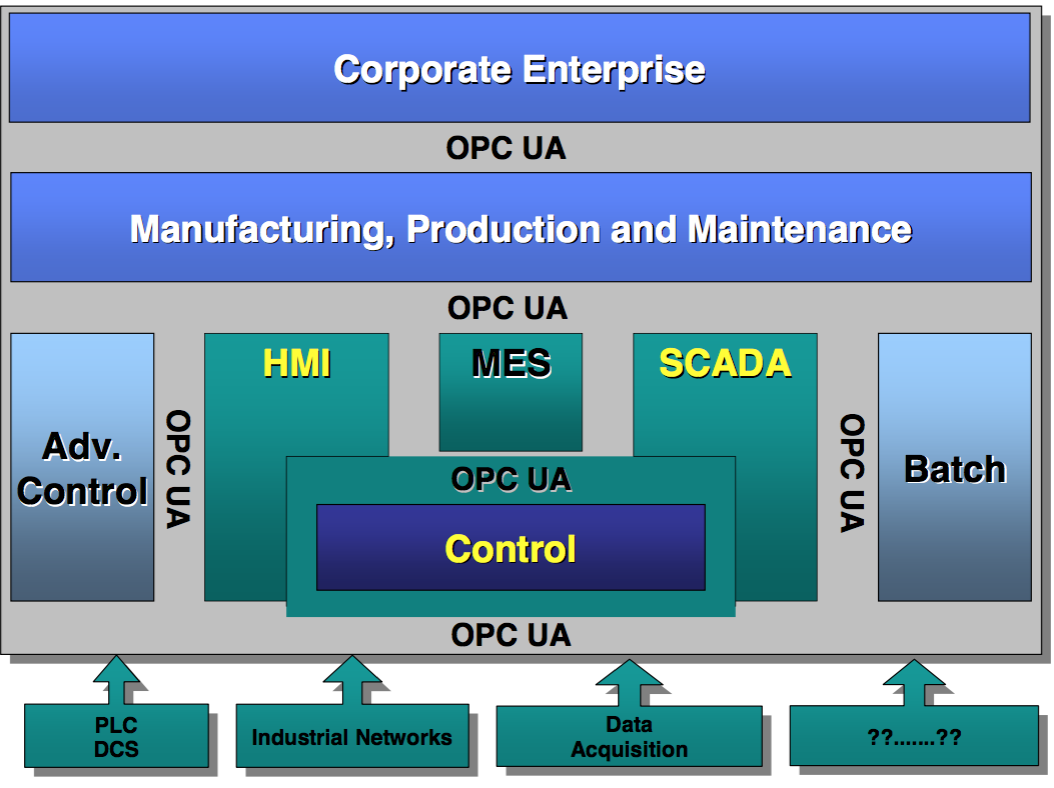 Corporate Enterprise
OPC UA
Manufacturing, Production and Maintenance
OPC UA
HMI
MES
SCADA
Adv.
Control
OPC UA
OPC UA
Batch
OPC UA
Control
OPC UA
PLC
DCS
Industrial Networks
Data
Acquisition
??.......??